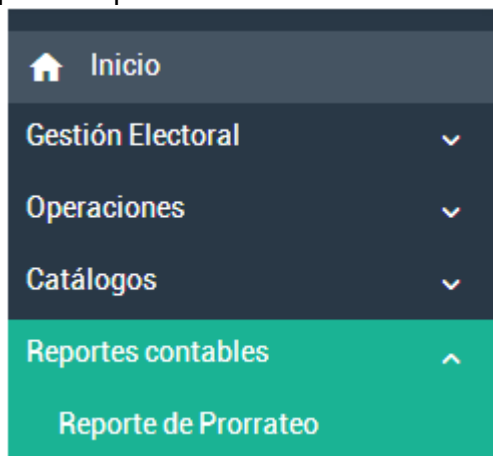 Inicio
Gestión Electoral
Operaciones
Catálogos
Reportes contables
Reporte de Prorrateo